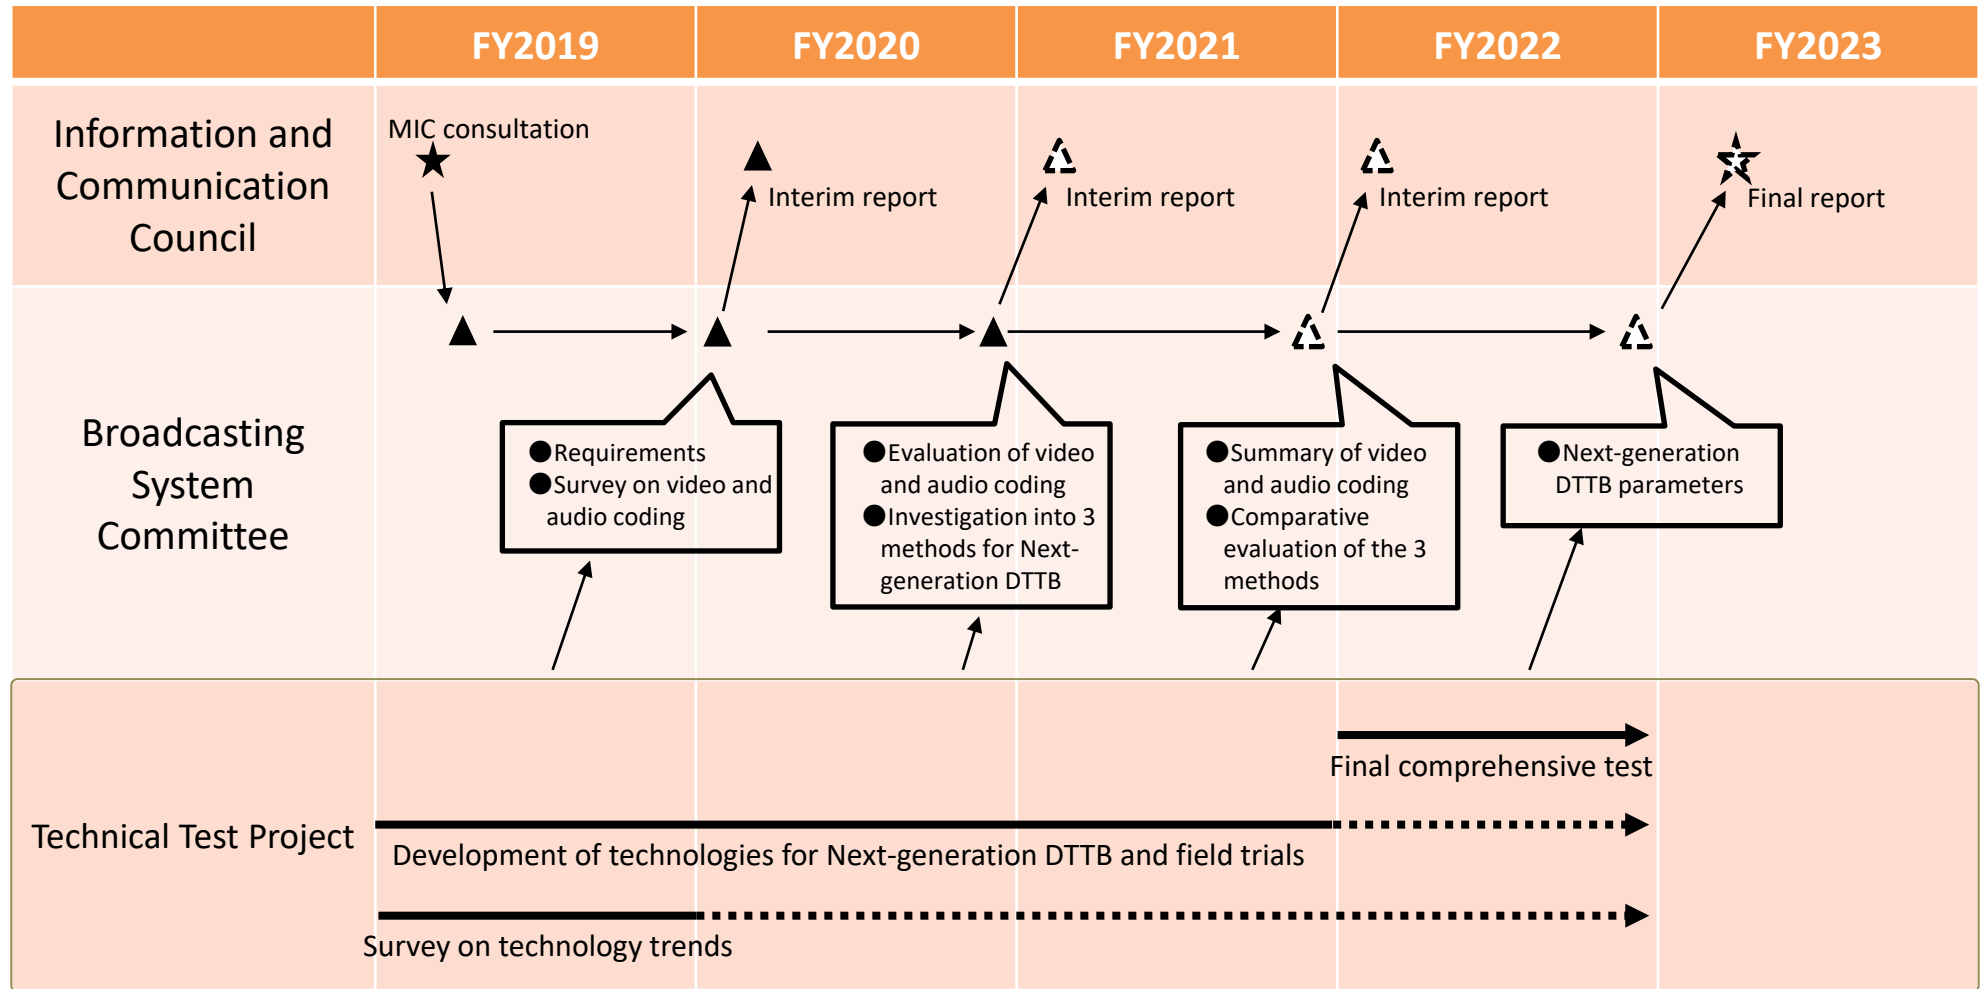 FY2019
FY2020
FY2021
FY2022
FY2023
Information and
Communication
Council
MIC consultation
Interim report
Interim report
Interim report
Final report
Broadcasting
System
Committee
●Requirements
●Survey on video and
audio coding
●Evaluation of video
and audio coding
●Investigation into 3
methods for Next-
generation DTTB
●Summary of video
and audio coding
●Comparative
evaluation of the 3
methods
●Next-generation
DTTB parameters
Technical Test Project
Final comprehensive test
Development of technologies for Next-generation DTTB and field trials
Survey on technology trends